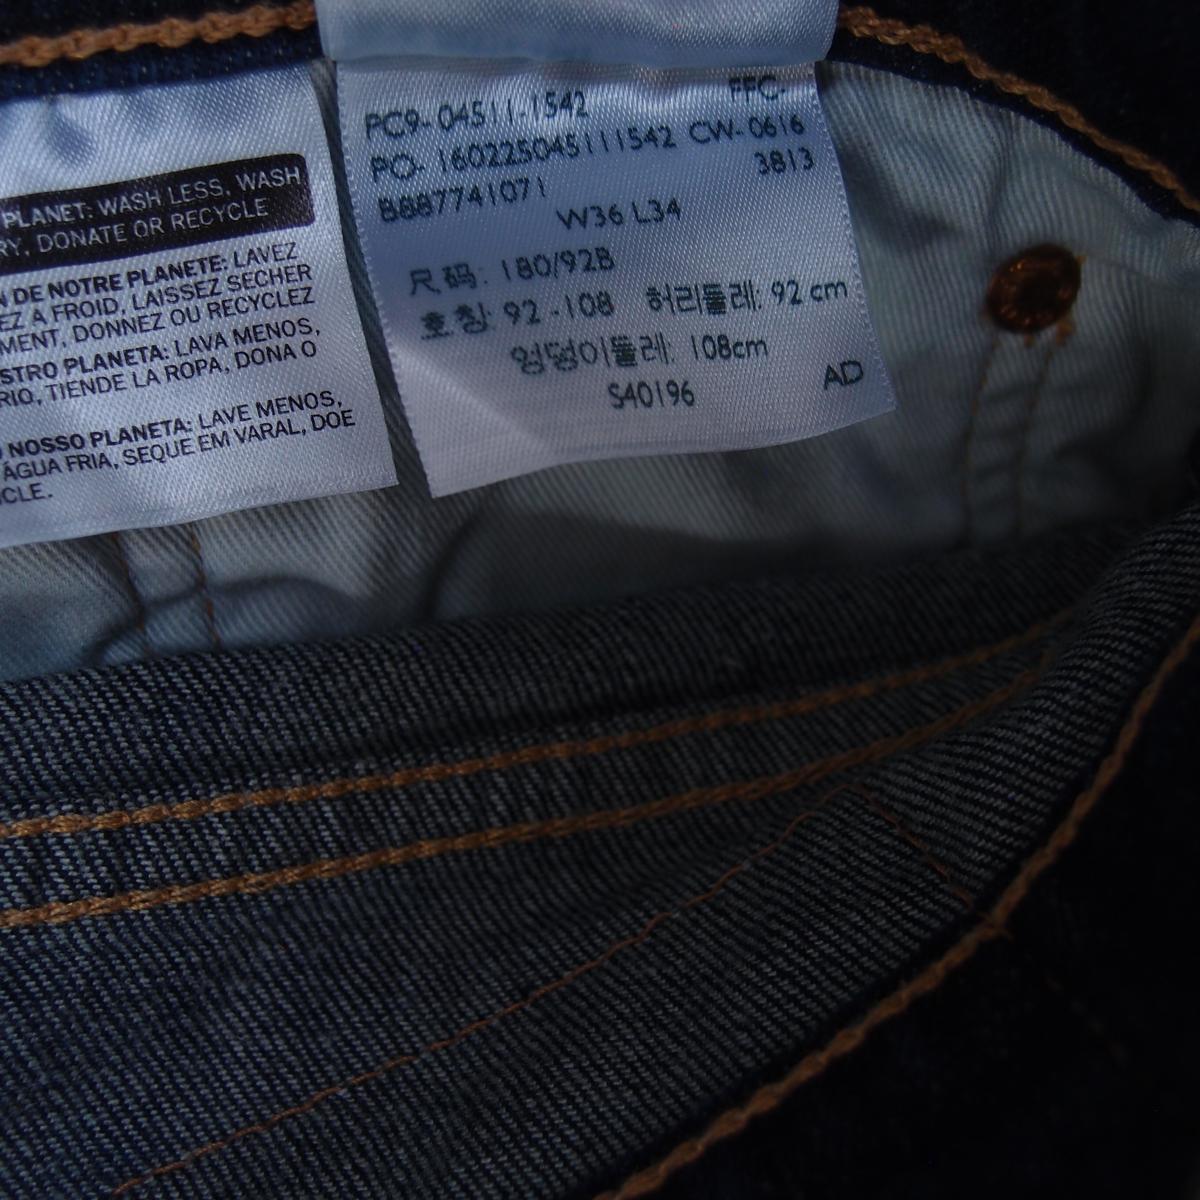 PLANET: WASH LESS, WASH
RY, DONATE OR RECYCLE
N DE NOTRE PLANETE: LAVEZ
EZ A FROID, LAISSEZ SECHER
MENT, DONNEZ OU RECYCLEZ
STRO PLANETA: LAVA MENOS,
RIO, TIENDE LA ROPA, DONA O
NOSSO PLANETA: LAVE MENOS,
ÁGUA FRIA, SEQUE EM VARAL, DOE
CLE.
PC9-04511-1542 FFC-
PO-160225045111542 CW-0616
3813
BB87741071
W36 L34
尺码: 180/92B
호칭: 92-108 허리둘레: 92 cm
엉덩이둘레: 108cm
S40196 AD